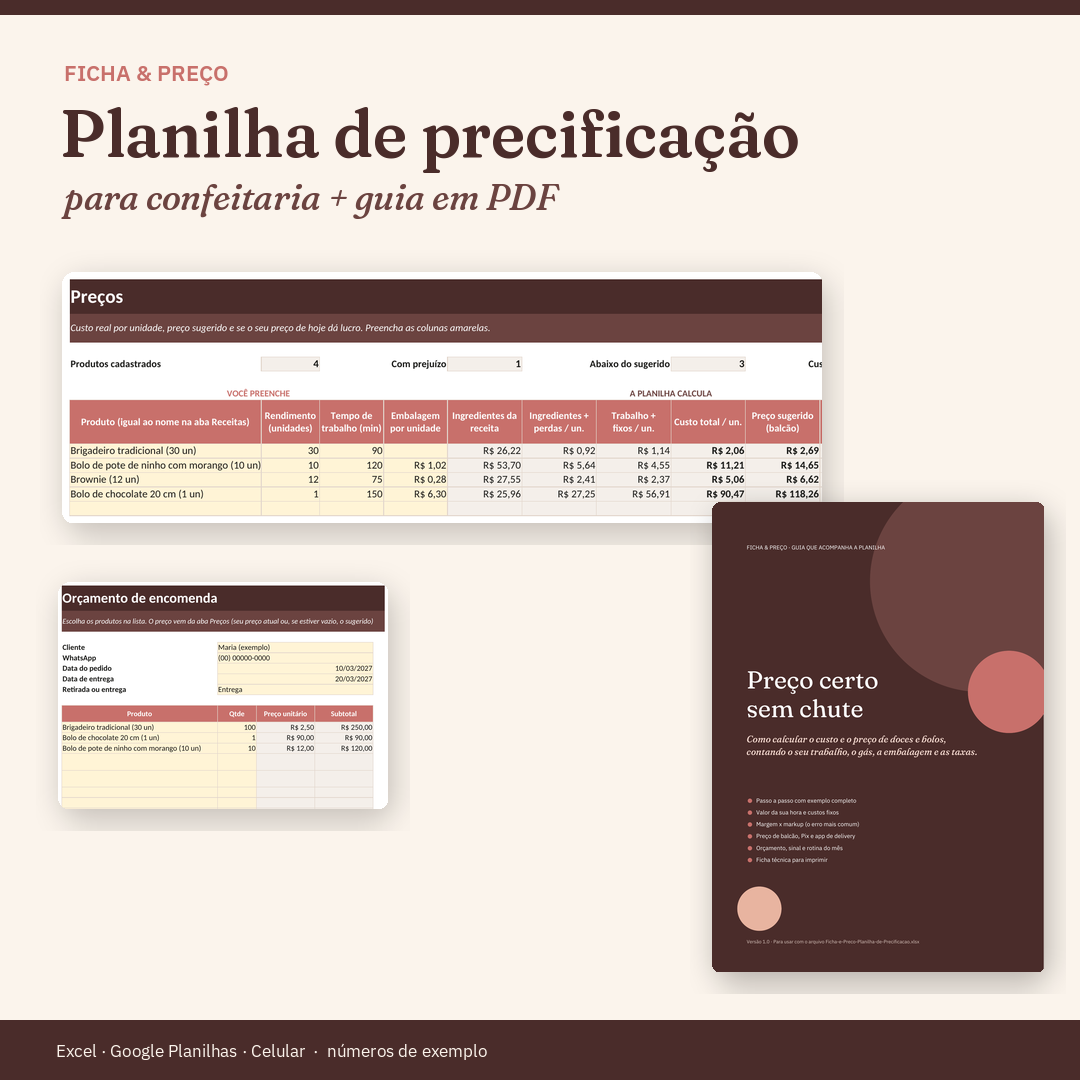 FICHA & PREÇO
Planilha de precificação
para confeitaria + guia em PDF
Preços
Custo real por unidade, preço sugerido e se o seu preço de hoje dá lucro. Preencha as colunas amarelas.
Produtos cadastrados 4 Com prejuízo 1 Abaixo do sugerido 3 Cus
VOCÊ PREENCHE A PLANILHA CALCULA
Produto (igual ao nome na aba Receitas) Rendimento (unidades) Tempo de trabalho (min) Embalagem por unidade Ingredientes da receita Ingredientes + perdas / un. Trabalho + fixos / un. Custo total / un. Preço sugerido (balcão)
Brigadeiro tradicional (30 un) 30 90 R$ 26,22 R$ 0,92 R$ 1,14 R$ 2,06 R$ 2,69
Bolo de pote de ninho com morango (10 un) 10 120 R$ 1,02 R$ 53,70 R$ 5,64 R$ 4,55 R$ 11,21 R$ 14,65
Brownie (12 un) 12 75 R$ 0,28 R$ 27,55 R$ 2,41 R$ 2,37 R$ 5,06 R$ 6,62
Bolo de chocolate 20 cm (1 un) 1 150 R$ 6,30 R$ 25,96 R$ 27,25 R$ 56,91 R$ 90,47 R$ 118,26
Orçamento de encomenda
Escolha os produtos na lista. O preço vem da aba Preços (seu preço atual ou, se estiver vazio, o sugerido)
Cliente Maria (exemplo)
WhatsApp (00) 00000-0000
Data do pedido 10/03/2027
Data de entrega 20/03/2027
Retirada ou entrega Entrega
Produto Qtde Preço unitário Subtotal
Brigadeiro tradicional (30 un) 100 R$ 2,50 R$ 250,00
Bolo de chocolate 20 cm (1 un) 1 R$ 90,00 R$ 90,00
Bolo de pote de ninho com morango (10 un) 10 R$ 12,00 R$ 120,00
FICHA & PREÇO · GUIA QUE ACOMPANHA A PLANILHA
Preço certo
sem chute
Como calcular o custo e o preço de doces e bolos,
contando o seu trabalho, o gás, a embalagem e as taxas.
Passo a passo com exemplo completo
Valor da sua hora e custos fixos
Margem x markup (o erro mais comum)
Preço de balcão, Pix e app de delivery
Orçamento, sinal e rotina do mês
Ficha técnica para imprimir
Versão 1.0 · Para usar com o arquivo Ficha-e-Preco-Planilha-de-Precificacao.xlsx
Excel · Google Planilhas · Celular · números de exemplo